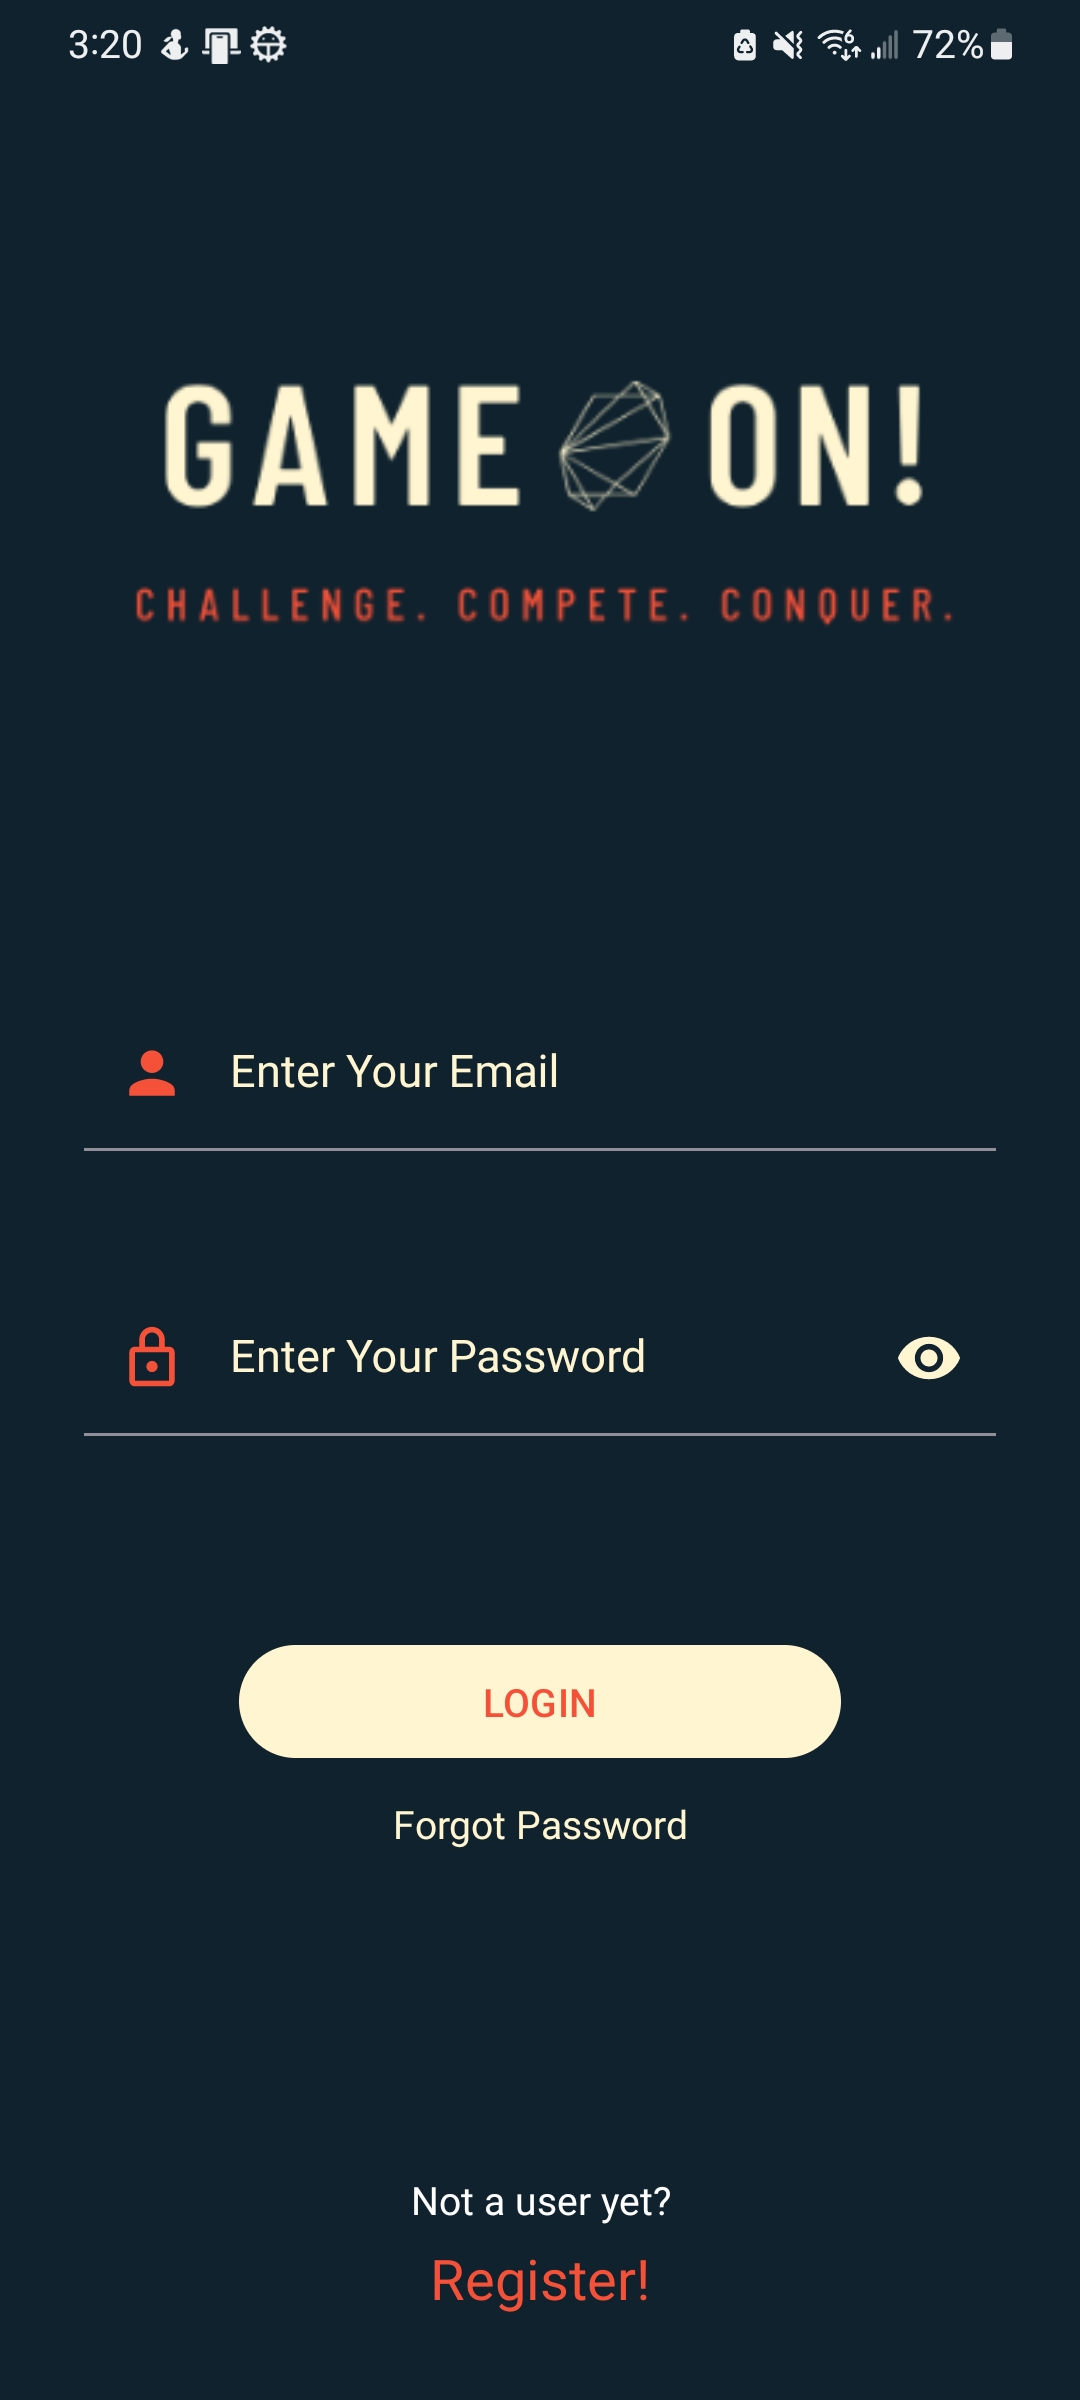 3:20 72%
GAME ON!
CHALLENGE. COMPETE. CONQUER.
Enter Your Email
Enter Your Password
LOGIN
Forgot Password
Not a user yet?
Register!